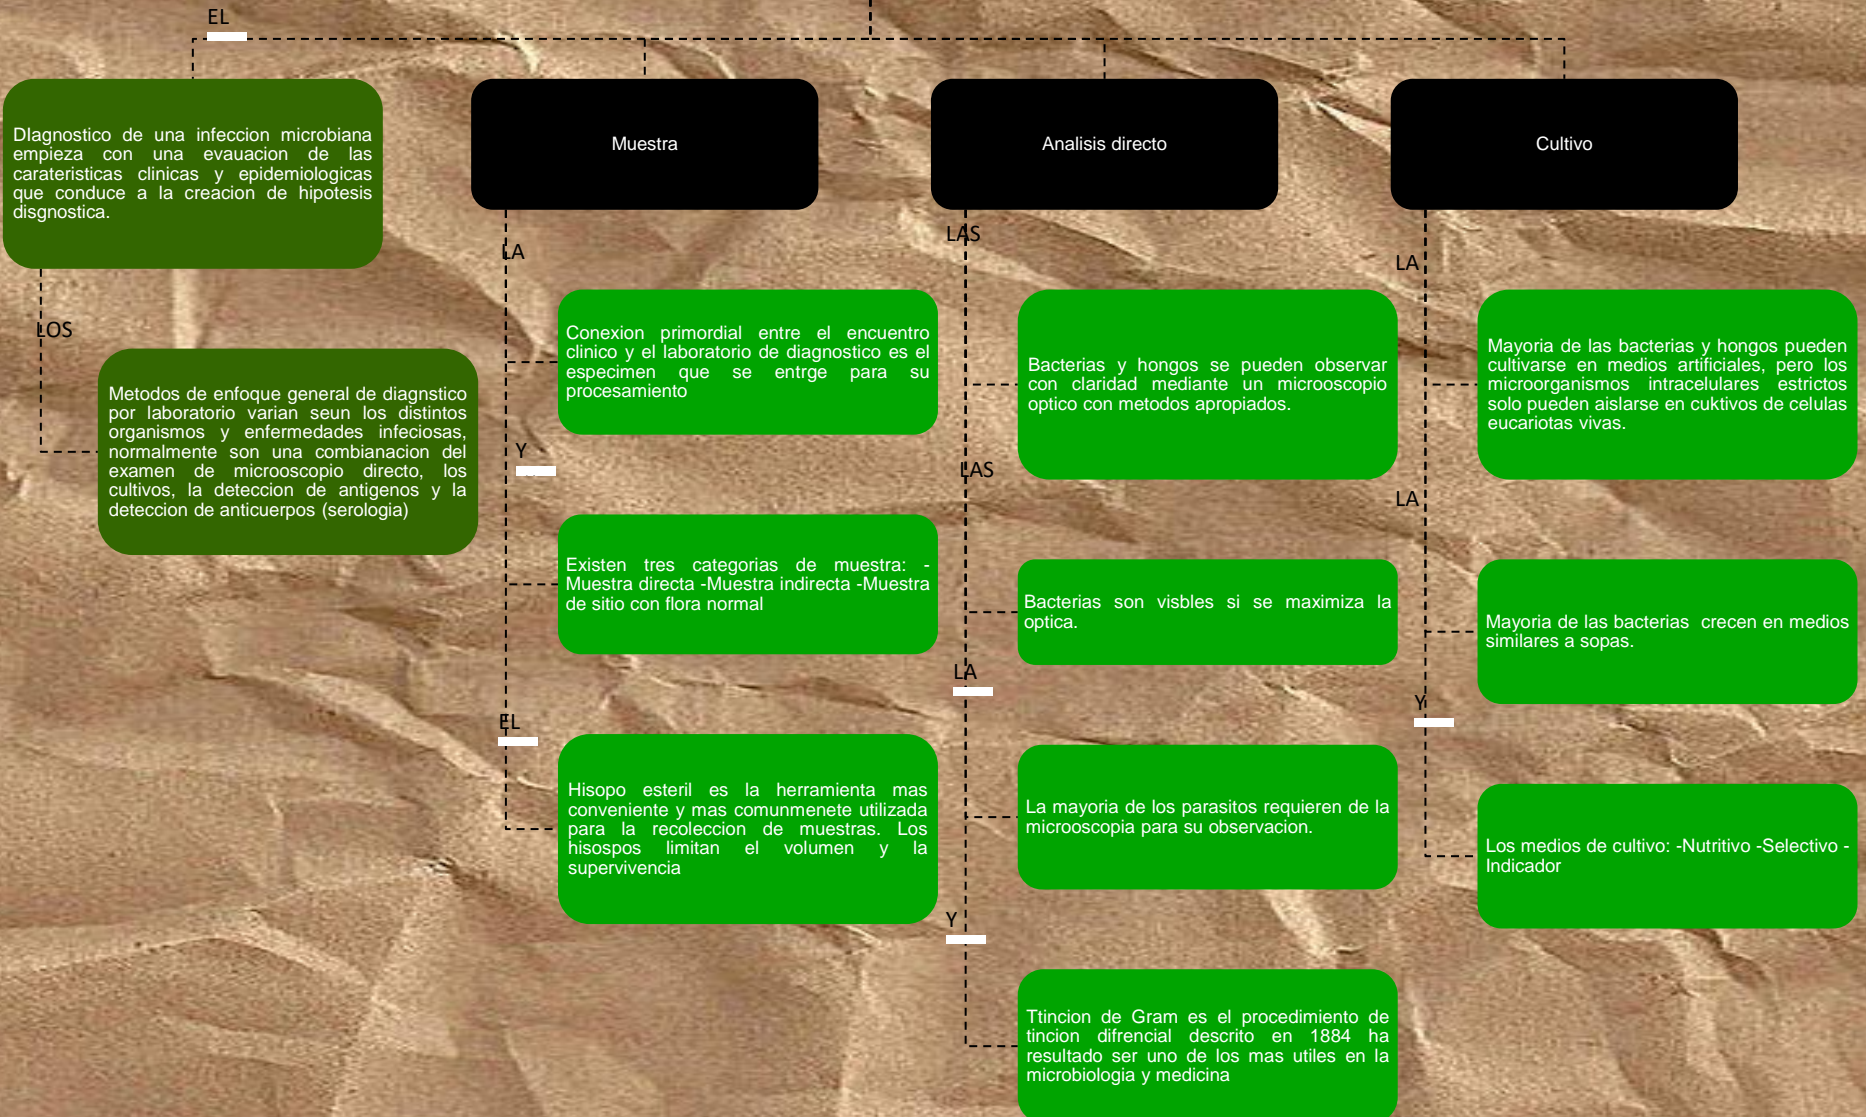 EL
DIagnostico de una infeccion microbiana
empieza con una evauacion de las
carateristicas clinicas y epidemiologicas
que conduce a la creacion de hipotesis
disgnostica.
LOS
Metodos de enfoque general de diagnstico
por laboratorio varian seun los distintos
organismos y enfermedades infeciosas,
normalmente son una combianacion del
examen de microoscopio directo, los
cultivos, la deteccion de antigenos y la
deteccion de anticuerpos (serologia)
Muestra
LA
Conexion primordial entre el encuentro
clinico y el laboratorio de diagnostico es el
especimen que se entrge para su
procesamiento
Y
Existen tres categorias de muestra: -
Muestra directa -Muestra indirecta -Muestra
de sitio con flora normal
EL
Hisopo esteril es la herramienta mas
conveniente y mas comunmenete utilizada
para la recoleccion de muestras. Los
hisospos limitan el volumen y la
supervivencia
Analisis directo
LAS
Bacterias y hongos se pueden observar
con claridad mediante un microoscopio
optico con metodos apropiados.
LAS
Bacterias son visbles si se maximiza la
optica.
LA
La mayoria de los parasitos requieren de la
microoscopia para su observacion.
Y
Ttincion de Gram es el procedimiento de
tincion difrencial descrito en 1884 ha
resultado ser uno de los mas utiles en la
microbiologia y medicina
Cultivo
LA
Mayoria de las bacterias y hongos pueden
cultivarse en medios artificiales, pero los
microorganismos intracelulares estrictos
solo pueden aislarse en cuktivos de celulas
eucariotas vivas.
LA
Mayoria de las bacterias  crecen en medios
similares a sopas.
Y
Los medios de cultivo: -Nutritivo -Selectivo -
Indicador